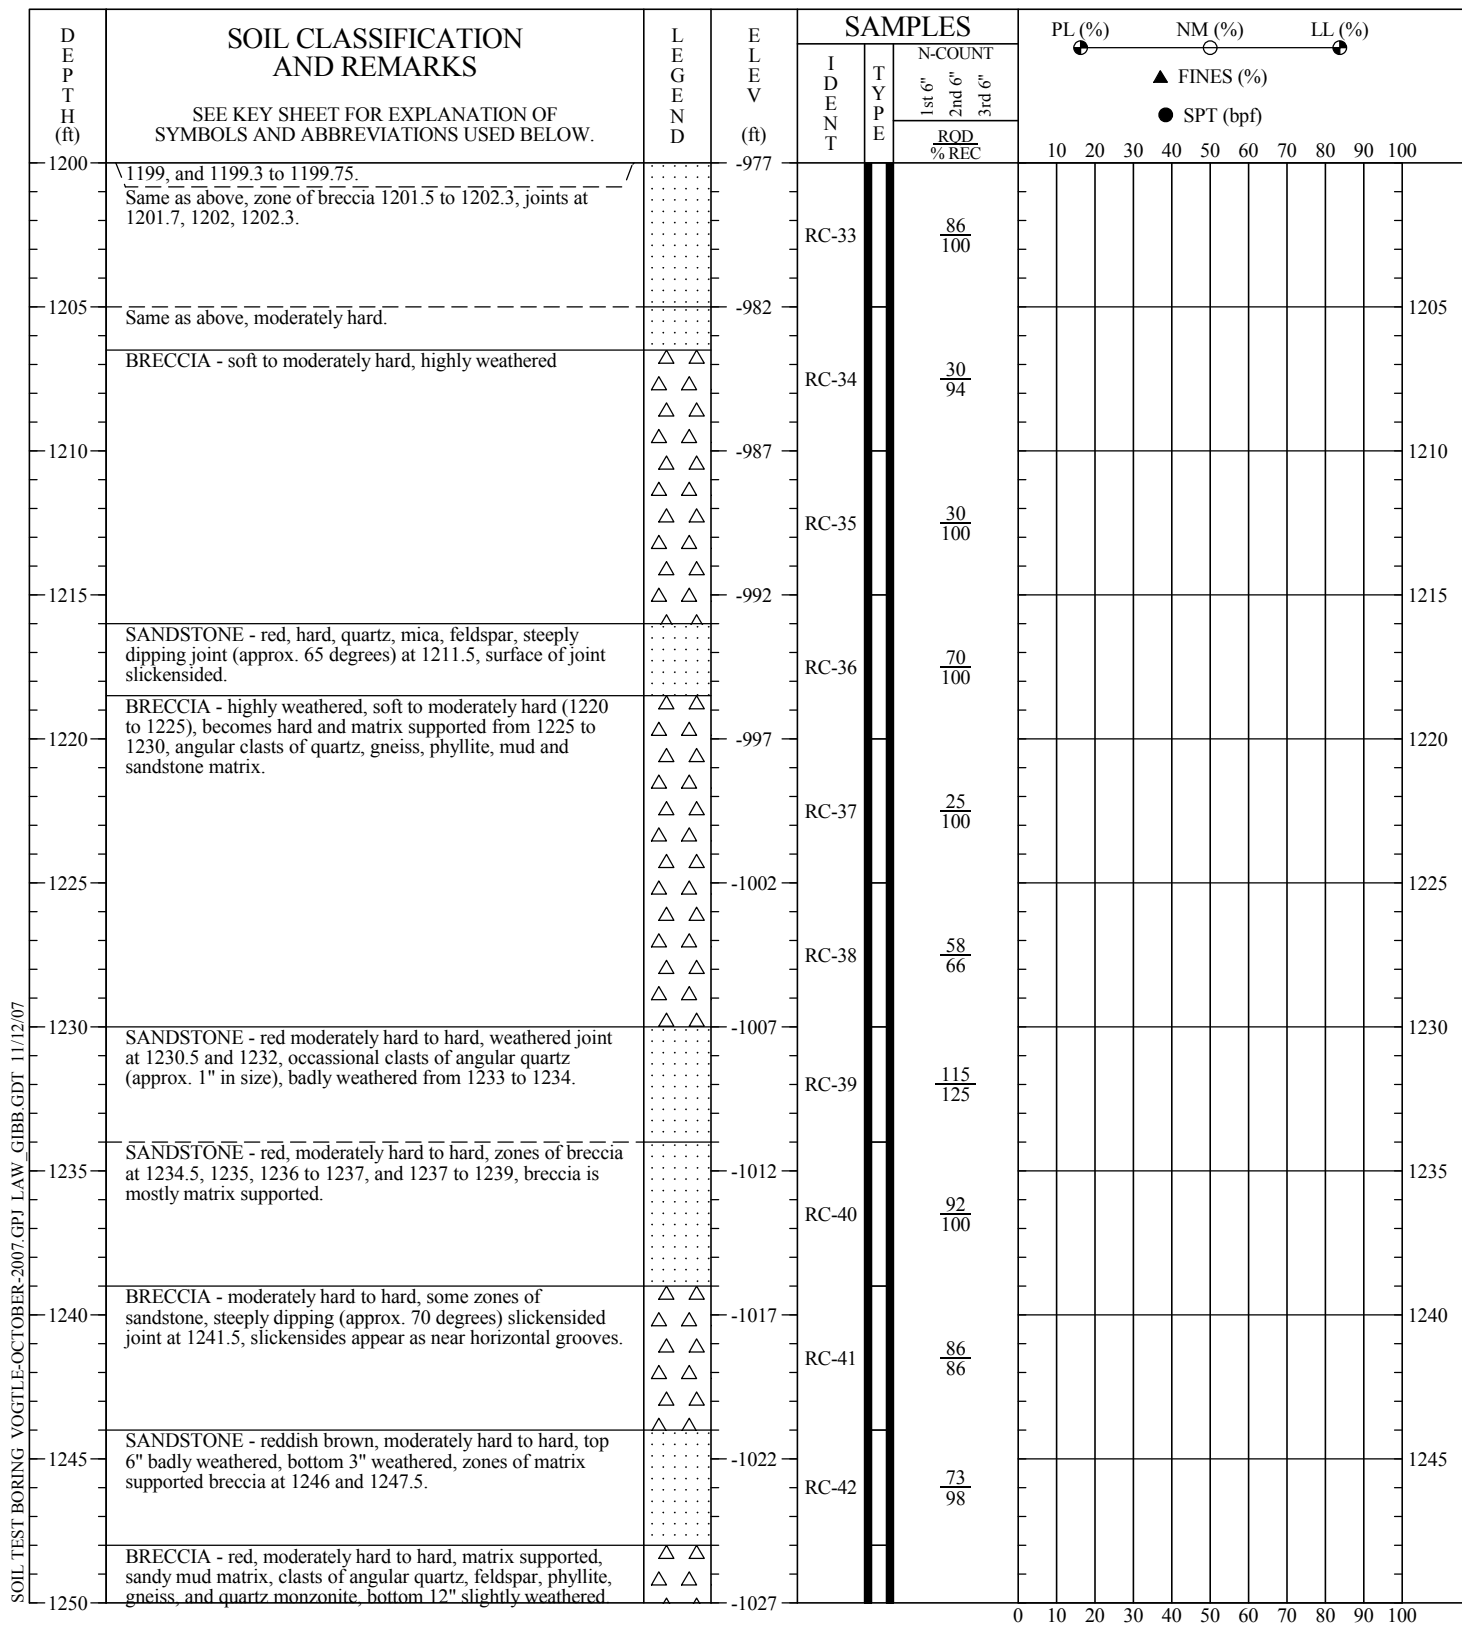 DEPTH (ft)
SOIL CLASSIFICATION
AND REMARKS
SEE KEY SHEET FOR EXPLANATION OF
SYMBOLS AND ABBREVIATIONS USED BELOW.
LEGEND
ELEV (ft)
SAMPLES
IDENT
TYPE
N-COUNT
1st 6"
2nd 6"
3rd 6"
RQD
% REC
PL (%) NM (%) LL (%)
▲ FINES (%)
● SPT (bpf)
10 20 30 40 50 60 70 80 90 100
1200
-977
1199, and 1199.3 to 1199.75.
Same as above, zone of breccia 1201.5 to 1202.3, joints at
1201.7, 1202, 1202.3.
RC-33
86
100
1205
-982
1205
Same as above, moderately hard.
BRECCIA - soft to moderately hard, highly weathered
RC-34
30
94
1210
-987
1210
RC-35
30
100
1215
-992
1215
SANDSTONE - red, hard, quartz, mica, feldspar, steeply
dipping joint (approx. 65 degrees) at 1211.5, surface of joint
slickensided.
RC-36
70
100
BRECCIA - highly weathered, soft to moderately hard (1220
to 1225), becomes hard and matrix supported from 1225 to
1230, angular clasts of quartz, gneiss, phyllite, mud and
sandstone matrix.
1220
-997
1220
RC-37
25
100
1225
-1002
1225
RC-38
58
66
1230
-1007
1230
SANDSTONE - red moderately hard to hard, weathered joint
at 1230.5 and 1232, occassional clasts of angular quartz
(approx. 1" in size), badly weathered from 1233 to 1234.
RC-39
115
125
SANDSTONE - red, moderately hard to hard, zones of breccia
at 1234.5, 1235, 1236 to 1237, and 1237 to 1239, breccia is
mostly matrix supported.
1235
-1012
1235
RC-40
92
100
BRECCIA - moderately hard to hard, some zones of
sandstone, steeply dipping (approx. 70 degrees) slickensided
joint at 1241.5, slickensides appear as near horizontal grooves.
1240
-1017
1240
RC-41
86
86
SANDSTONE - reddish brown, moderately hard to hard, top
6" badly weathered, bottom 3" weathered, zones of matrix
supported breccia at 1246 and 1247.5.
1245
-1022
1245
RC-42
73
98
BRECCIA - red, moderately hard to hard, matrix supported,
sandy mud matrix, clasts of angular quartz, feldspar, phyllite,
gneiss, and quartz monzonite, bottom 12" slightly weathered.
1250
-1027
0 10 20 30 40 50 60 70 80 90 100
SOIL TEST BORING VOGTLE-OCTOBER-2007.GPJ LAW_GIBB.GDT 11/12/07